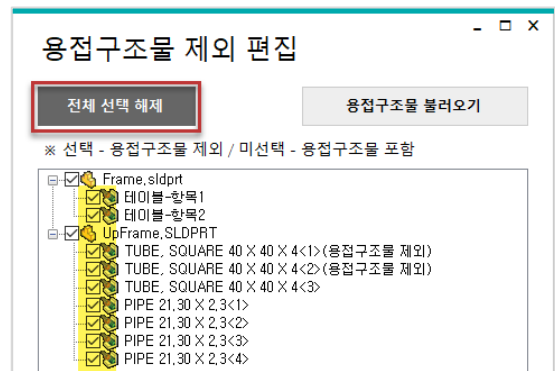 용접구조물 제외 편집
전체 선택 해제
용접구조물 불러오기
※ 선택 - 용접구조물 제외 / 미선택 - 용접구조물 포함
Frame.sldprt
테이블-항목1
테이블-항목2
UpFrame.SLDPRT
TUBE, SQUARE 40 X 40 X 4<1>(용접구조물 제외)
TUBE, SQUARE 40 X 40 X 4<2>(용접구조물 제외)
TUBE, SQUARE 40 X 40 X 4<3>
PIPE 21,30 X 2,3<1>
PIPE 21,30 X 2,3<2>
PIPE 21,30 X 2,3<3>
PIPE 21,30 X 2,3<4>